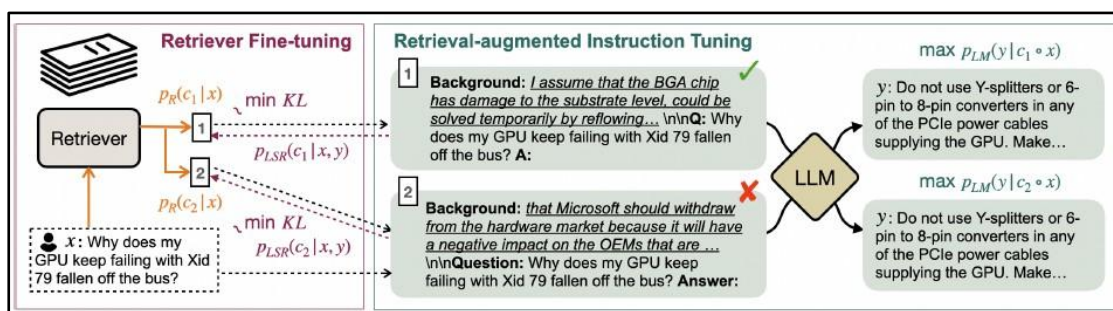 Retriever Fine-tuning
Retriever
p_R(c_1|x)
min KL
1
p_LSR(c_1|x, y)
2
p_R(c_2|x)
min KL
p_LSR(c_2|x, y)
x: Why does my
GPU keep failing with Xid
79 fallen off the bus?
Retrieval-augmented Instruction Tuning
1
Background: I assume that the BGA chip
has damage to the substrate level, could be
solved temporarily by reflowing… \n\nQ: Why
does my GPU keep failing with Xid 79 fallen
off the bus? A:
2
Background: that Microsoft should withdraw
from the hardware market because it will have
a negative impact on the OEMs that are …
\n\nQuestion: Why does my GPU keep
failing with Xid 79 fallen off the bus? Answer:
LLM
max p_LM(y|c_1 ∘ x)
y: Do not use Y-splitters or 6-
pin to 8-pin converters in any
of the PCIe power cables
supplying the GPU. Make…
max p_LM(y|c_2 ∘ x)
y: Do not use Y-splitters or 6-
pin to 8-pin converters in any
of the PCIe power cables
supplying the GPU. Make…